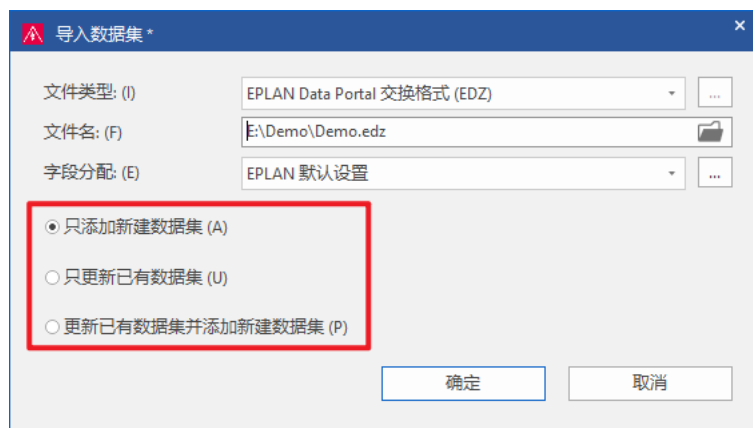 导入数据集 *
文件类型: (I) EPLAN Data Portal 交换格式 (EDZ) ...
文件名: (F) E:\Demo\Demo.edz
字段分配: (E) EPLAN 默认设置 ...
只添加新建数据集 (A)
只更新已有数据集 (U)
更新已有数据集并添加新建数据集 (P)
确定 取消